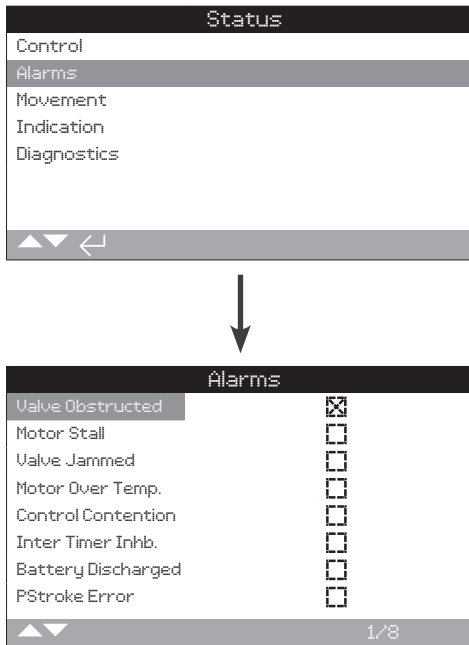 Status
Control
Alarms
Movement
Indication
Diagnostics
Alarms
Valve Obstructed
Motor Stall
Valve Jammed
Motor Over Temp.
Control Contention
Inter Timer Inhb.
Battery Discharged
PStroke Error
1/8